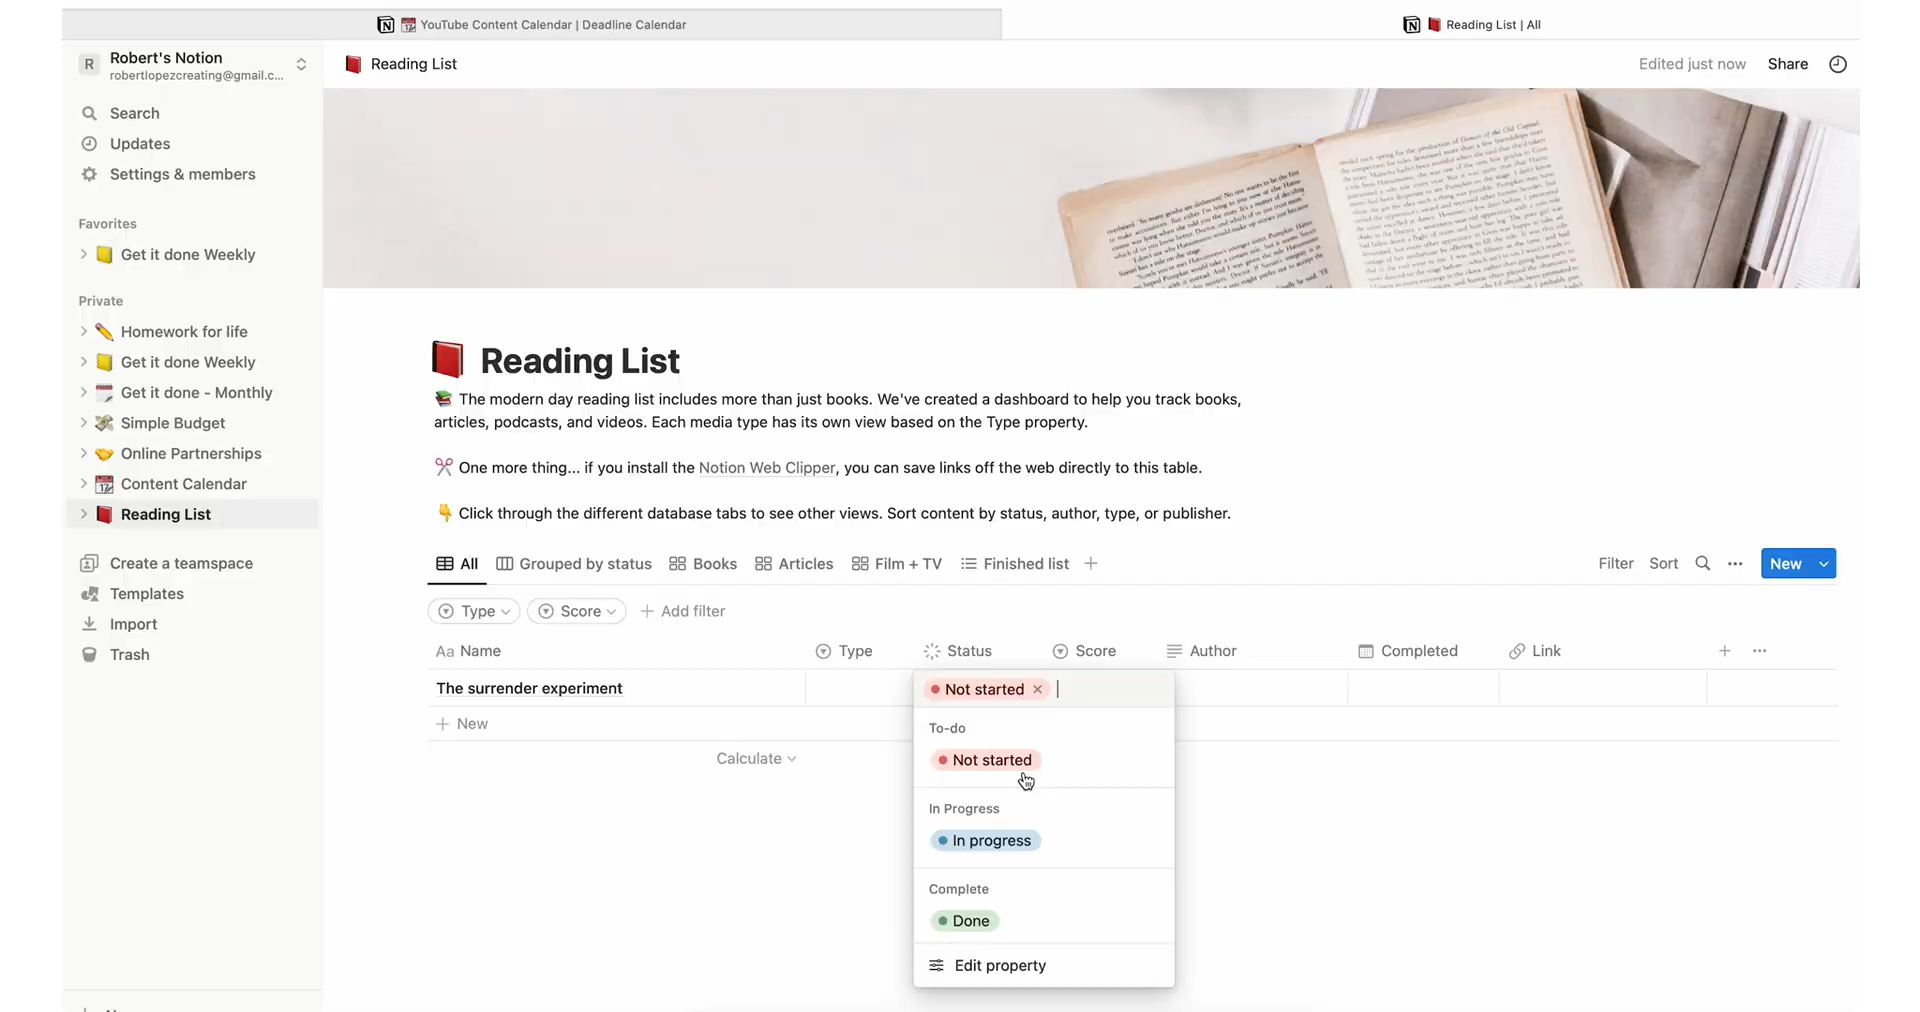 YouTube Content Calendar | Deadline Calendar
Reading List | All
R
Robert's Notion
robertlopezcreating@gmail.c...
Reading List
Edited just now
Share
Search
Updates
Settings & members
Favorites
Get it done Weekly
Private
Homework for life
Get it done Weekly
Get it done - Monthly
Simple Budget
Online Partnerships
Content Calendar
Reading List
Create a teamspace
Templates
Import
Trash
Reading List
The modern day reading list includes more than just books. We've created a dashboard to help you track books,
articles, podcasts, and videos. Each media type has its own view based on the Type property.
One more thing... if you install the Notion Web Clipper, you can save links off the web directly to this table.
Click through the different database tabs to see other views. Sort content by status, author, type, or publisher.
All Grouped by status Books Articles Film + TV Finished list
Filter Sort New
Type Score Add filter
Aa Name Type Status Score Author Completed Link
The surrender experiment
Not started
New
Calculate
To-do
Not started
In Progress
In progress
Complete
Done
Edit property